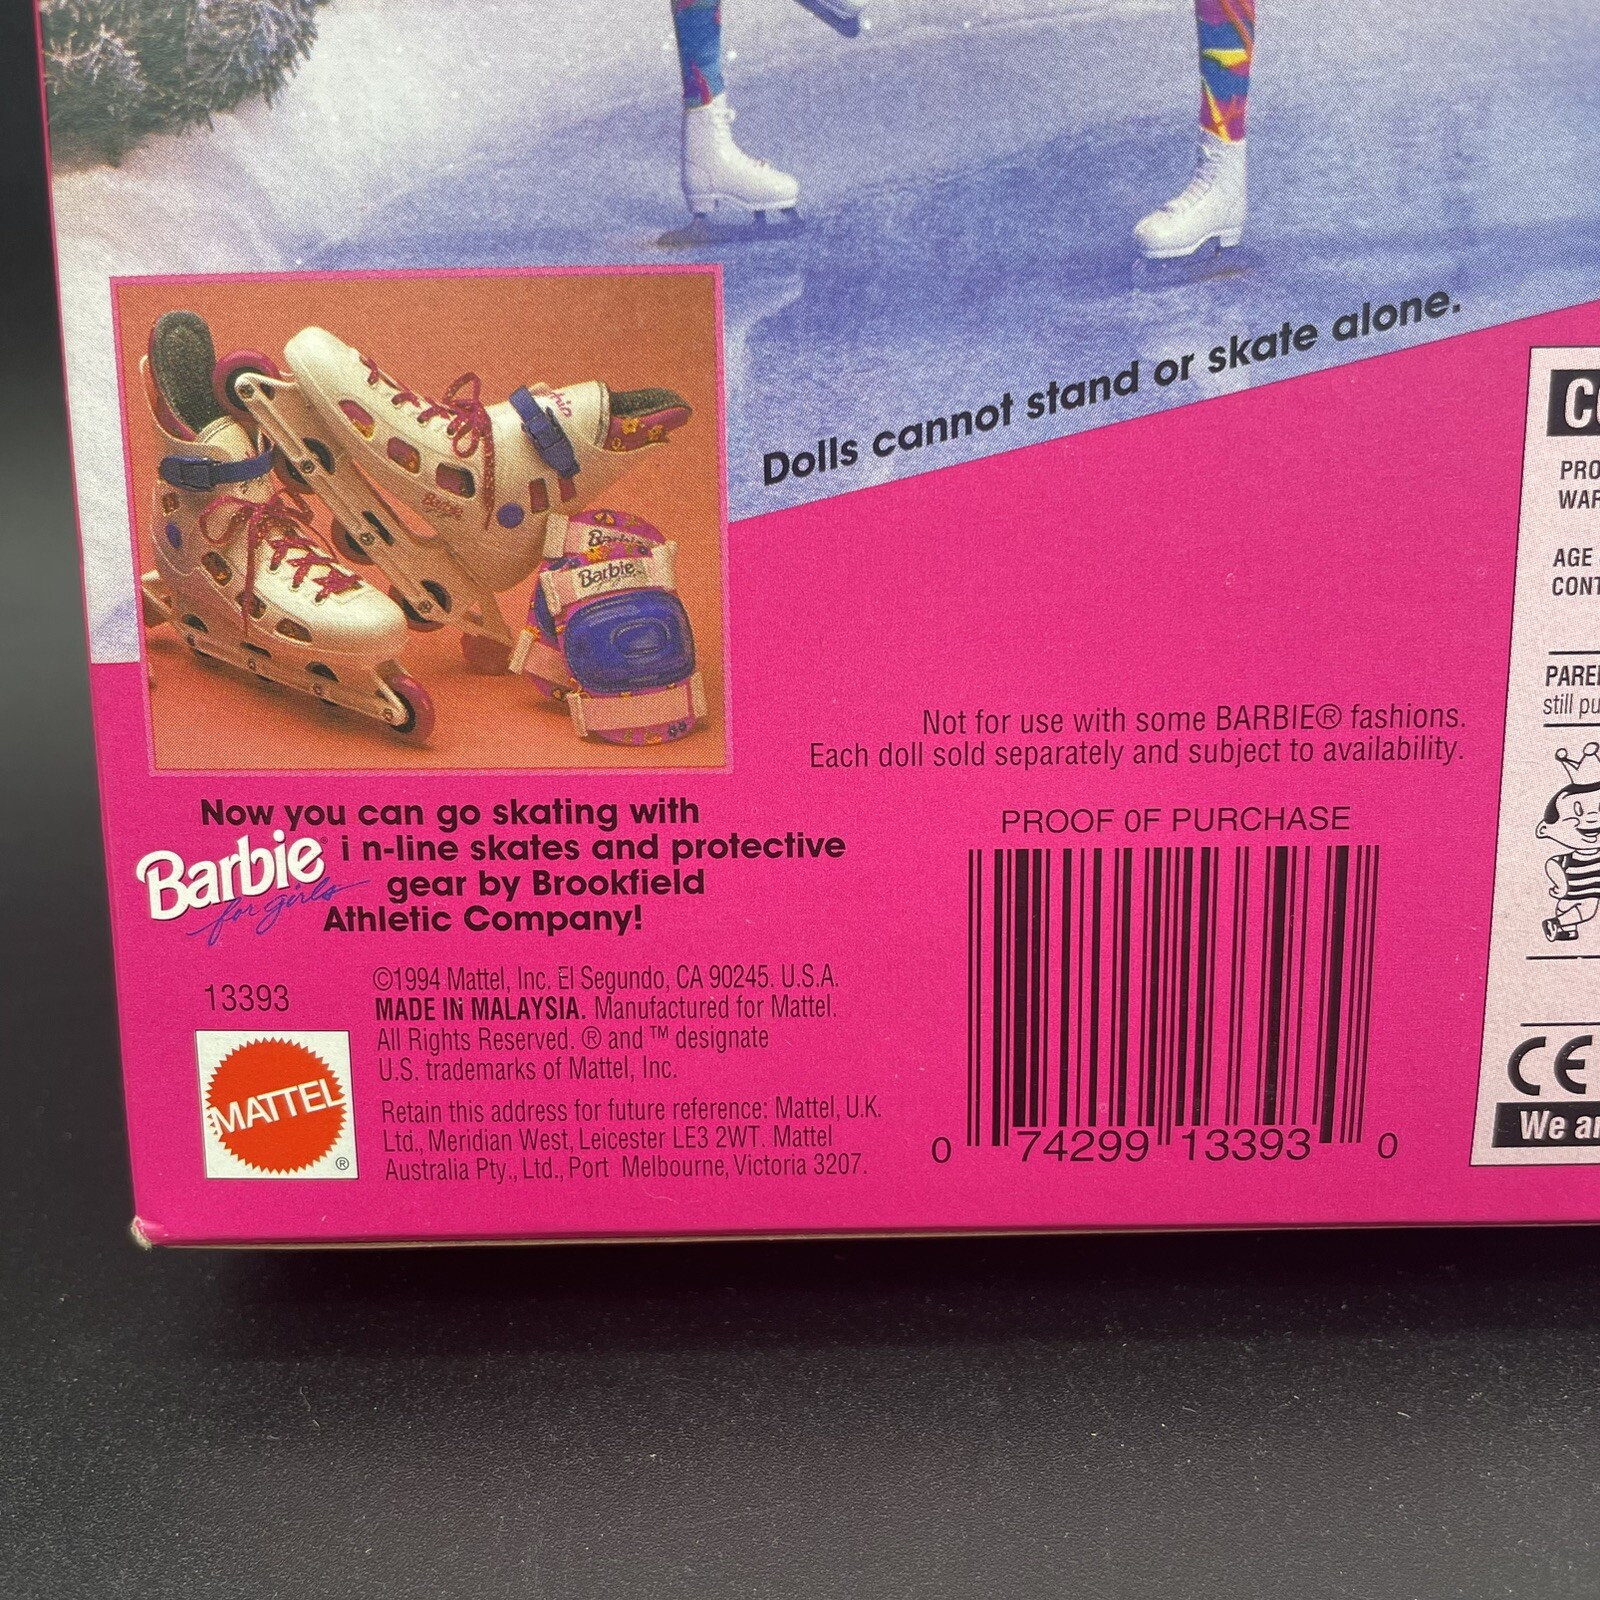 Dolls cannot stand or skate alone.
Barbie
Barbie
Not for use with some BARBIE® fashions.
Each doll sold separately and subject to availability.
Now you can go skating with
Barbie® i n-line skates and protective
for girls gear by Brookfield
Athletic Company!
13393
©1994 Mattel, Inc. El Segundo, CA 90245. U.S.A.
MADE IN MALAYSIA. Manufactured for Mattel.
All Rights Reserved. ® and ™ designate
U.S. trademarks of Mattel, Inc.
MATTEL
®
Retain this address for future reference: Mattel, U.K.
Ltd., Meridian West, Leicester LE3 2WT. Mattel
Australia Pty., Ltd., Port Melbourne, Victoria 3207.
PROOF OF PURCHASE
0 74299 13393 0
AGE
still
CE
We